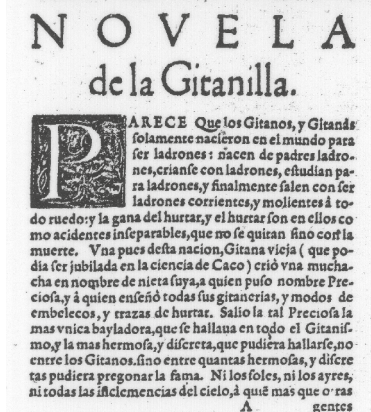 NOVELA
de la Gitanilla.
PARECE Que los Gitanos, y Gitanas
ſolamente nacieron en el mundo para
ſer ladrones: nacen de padres ladro-
nes, crianſe con ladrones, eſtudian pa-
ra ladrones, y finalmente ſalen con ſer
ladrones corrientes, y molientes à to-
do ruedo: y la gana del hurtar, y el hurtar ſon en ellos co
mo acidentes inſeparables, que no ſe quitan ſino con la
muerte. Vna pues deſta nacion, Gitana vieja (que po-
dia ſer jubilada en la ciencia de Caco) criò vna mucha-
cha en nombre de nieta ſuya, a quien puſo nombre Pre-
cioſa, y à quien enſeñò todas ſus gitanerias, y modos de
embelecos, y trazas de hurtar. Salio la tal Precioſa la
mas vnica bayladora, que ſe hallaua en todo el Gitaniſ-
mo, y la mas hermoſa, y diſcreta, que pudiera hallarſe, no
entre los Gitanos, ſino entre quantas hermoſas, y diſcre
tas pudiera pregonar la fama. Ni los ſoles, ni los ayres,
ni todas las inclemencias del cielo, à quiẽ mas que otras
A gentes